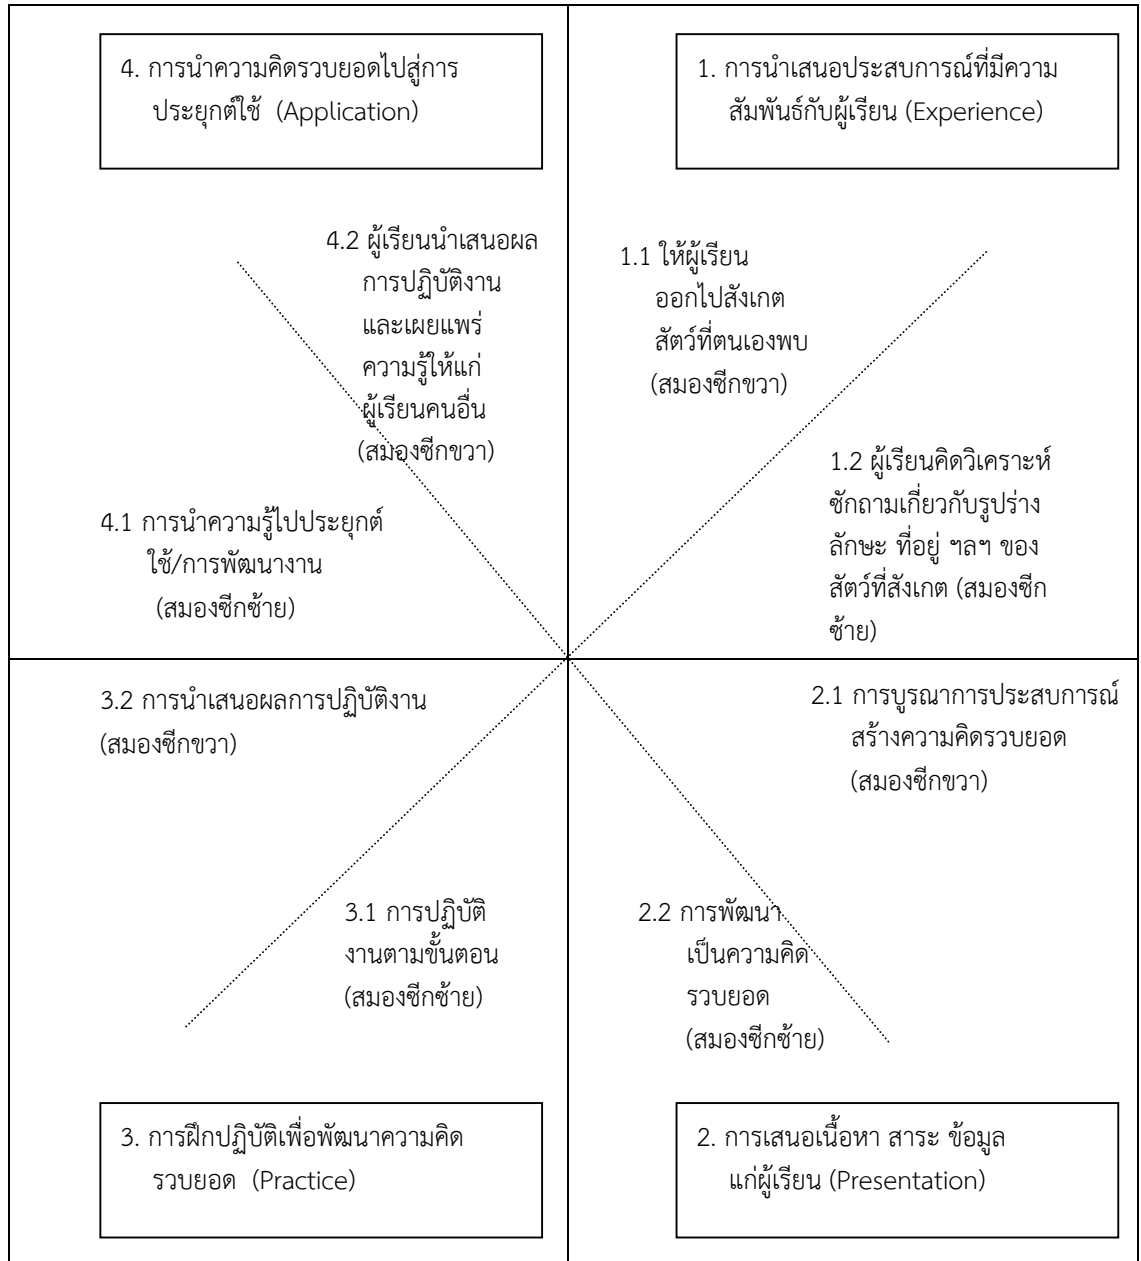 4. การนำความคิดรวบยอดไปสู่การ
ประยุกต์ใช้ (Application)
1. การนำเสนอประสบการณ์ที่มีความ
สัมพันธ์กับผู้เรียน (Experience)
4.2 ผู้เรียนนำเสนอผล
การปฏิบัติงาน
และเผยแพร่
ความรู้ให้แก่
ผู้เรียนคนอื่น
(สมองซีกขวา)
4.1 การนำความรู้ไปประยุกต์
ใช้/การพัฒนางาน
(สมองซีกซ้าย)
1.1 ให้ผู้เรียน
ออกไปสังเกต
สัตว์ที่ตนเองพบ
(สมองซีกขวา)
1.2 ผู้เรียนคิดวิเคราะห์
ซักถามเกี่ยวกับรูปร่าง
ลักษะ ที่อยู่ ฯลฯ ของ
สัตว์ที่สังเกต (สมองซีก
ซ้าย)
3.2 การนำเสนอผลการปฏิบัติงาน
(สมองซีกขวา)
3.1 การปฏิบัติ
งานตามขั้นตอน
(สมองซีกซ้าย)
2.1 การบูรณาการประสบการณ์
สร้างความคิดรวบยอด
(สมองซีกขวา)
2.2 การพัฒนา
เป็นความคิด
รวบยอด
(สมองซีกซ้าย)
3. การฝึกปฏิบัติเพื่อพัฒนาความคิด
รวบยอด (Practice)
2. การเสนอเนื้อหา สาระ ข้อมูล
แก่ผู้เรียน (Presentation)